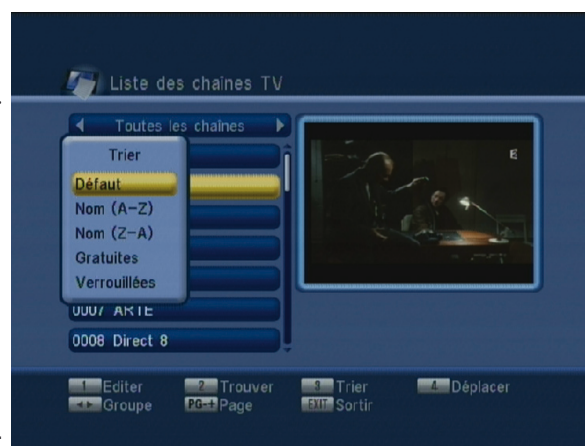 Liste des chaînes TV
Toutes les chaînes
Trier
Défaut
Nom (A-Z)
Nom (Z-A)
Gratuites
Verrouillées
0007 ARTE
0008 Direct 8
1 Editer
2 Trouver
3 Trier
4 Déplacer
◄► Groupe
PG-+ Page
EXIT Sortir